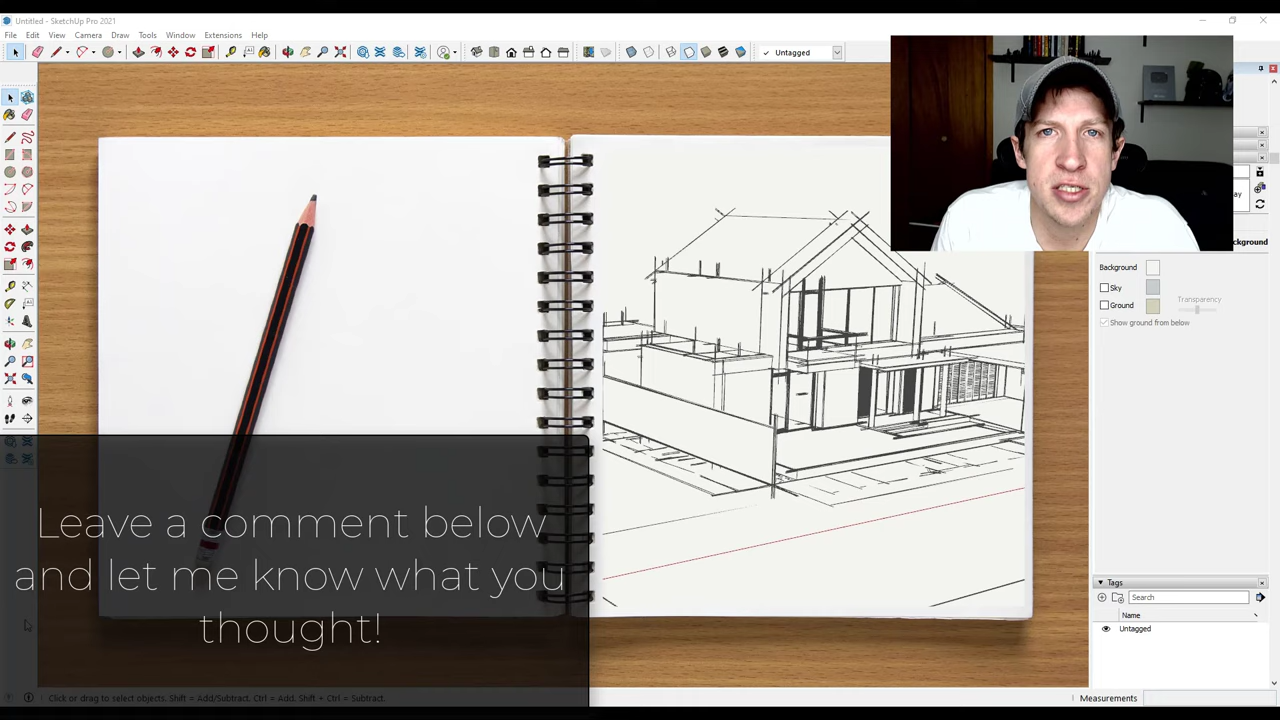 Untitled - SketchUp Pro 2021
File Edit View Camera Draw Tools Window Extensions Help
Untagged
Background
Sky
Ground
Transparency
Show ground from below
Leave a comment below
and let me know what you
thought!
Tags
Search
Name
Untagged
Click or drag to select objects. Shift = Add/Subtract. Ctrl = Add. Shift + Ctrl = Subtract.
Measurements